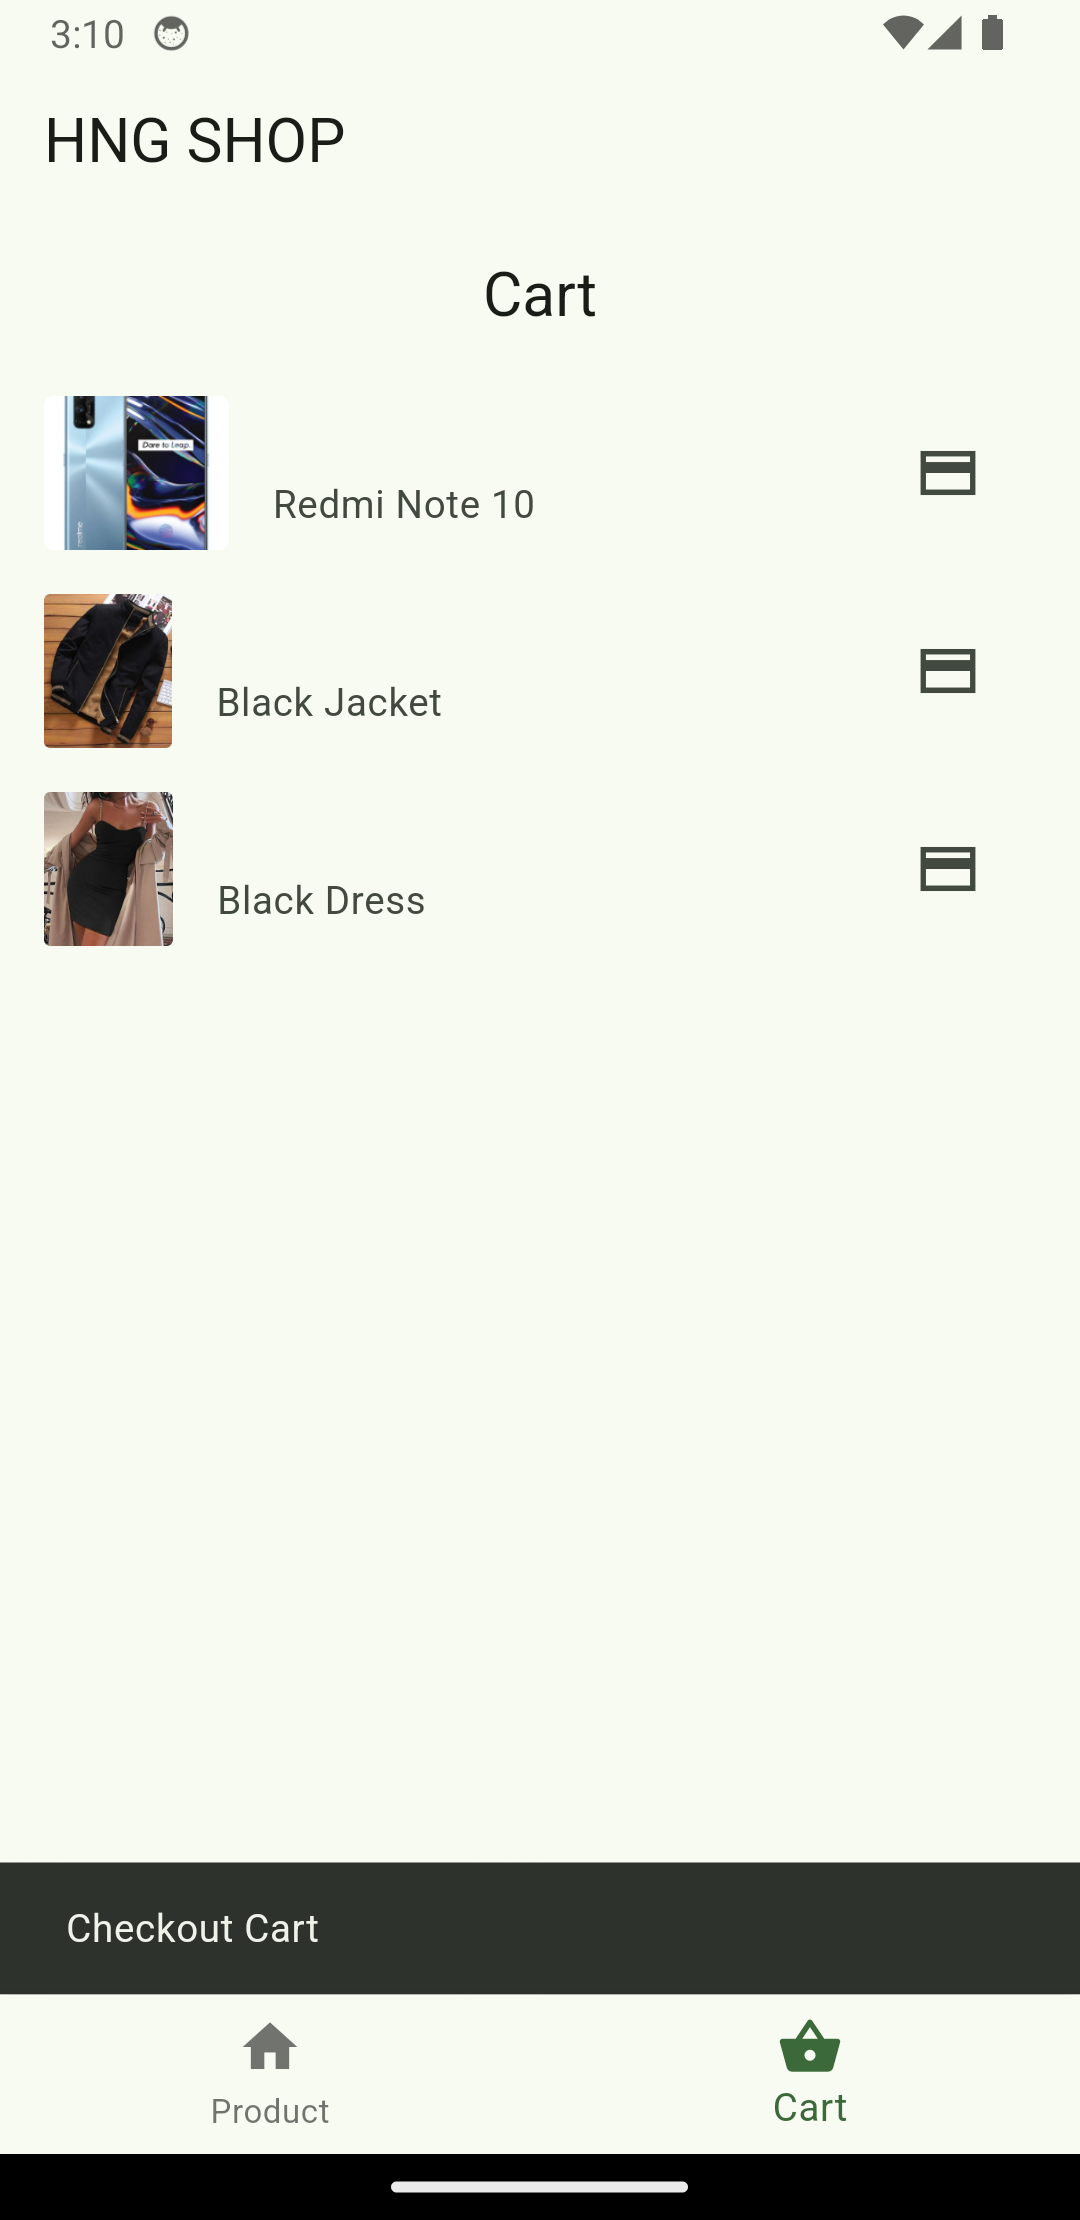 3:10
HNG SHOP
Cart
Dare to Leap.
realme
Redmi Note 10
Black Jacket
Black Dress
Checkout Cart
Product
Cart